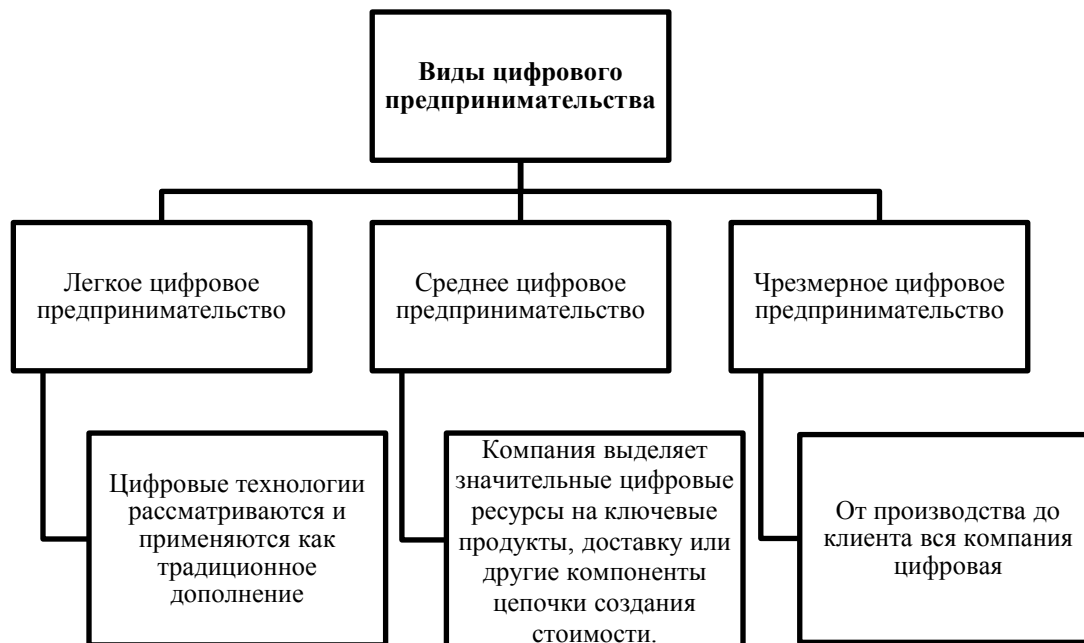 Виды цифрового
предпринимательства
Легкое цифровое
предпринимательство
Среднее цифровое
предпринимательство
Чрезмерное цифровое
предпринимательство
Цифровые технологии
рассматриваются и
применяются как
традиционное
дополнение
Компания выделяет
значительные цифровые
ресурсы на ключевые
продукты, доставку или
другие компоненты
цепочки создания
стоимости.
От производства до
клиента вся компания
цифровая